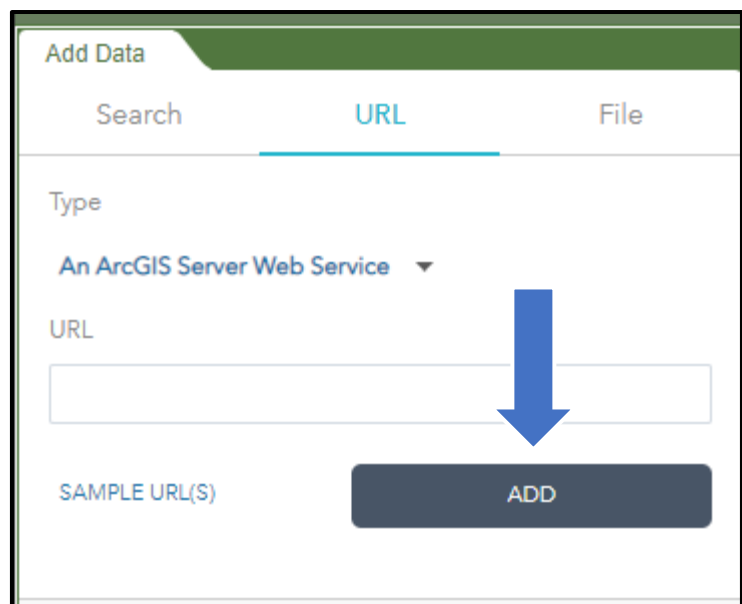 Add Data
Search URL File
Type
An ArcGIS Server Web Service
URL
SAMPLE URL(S) ADD